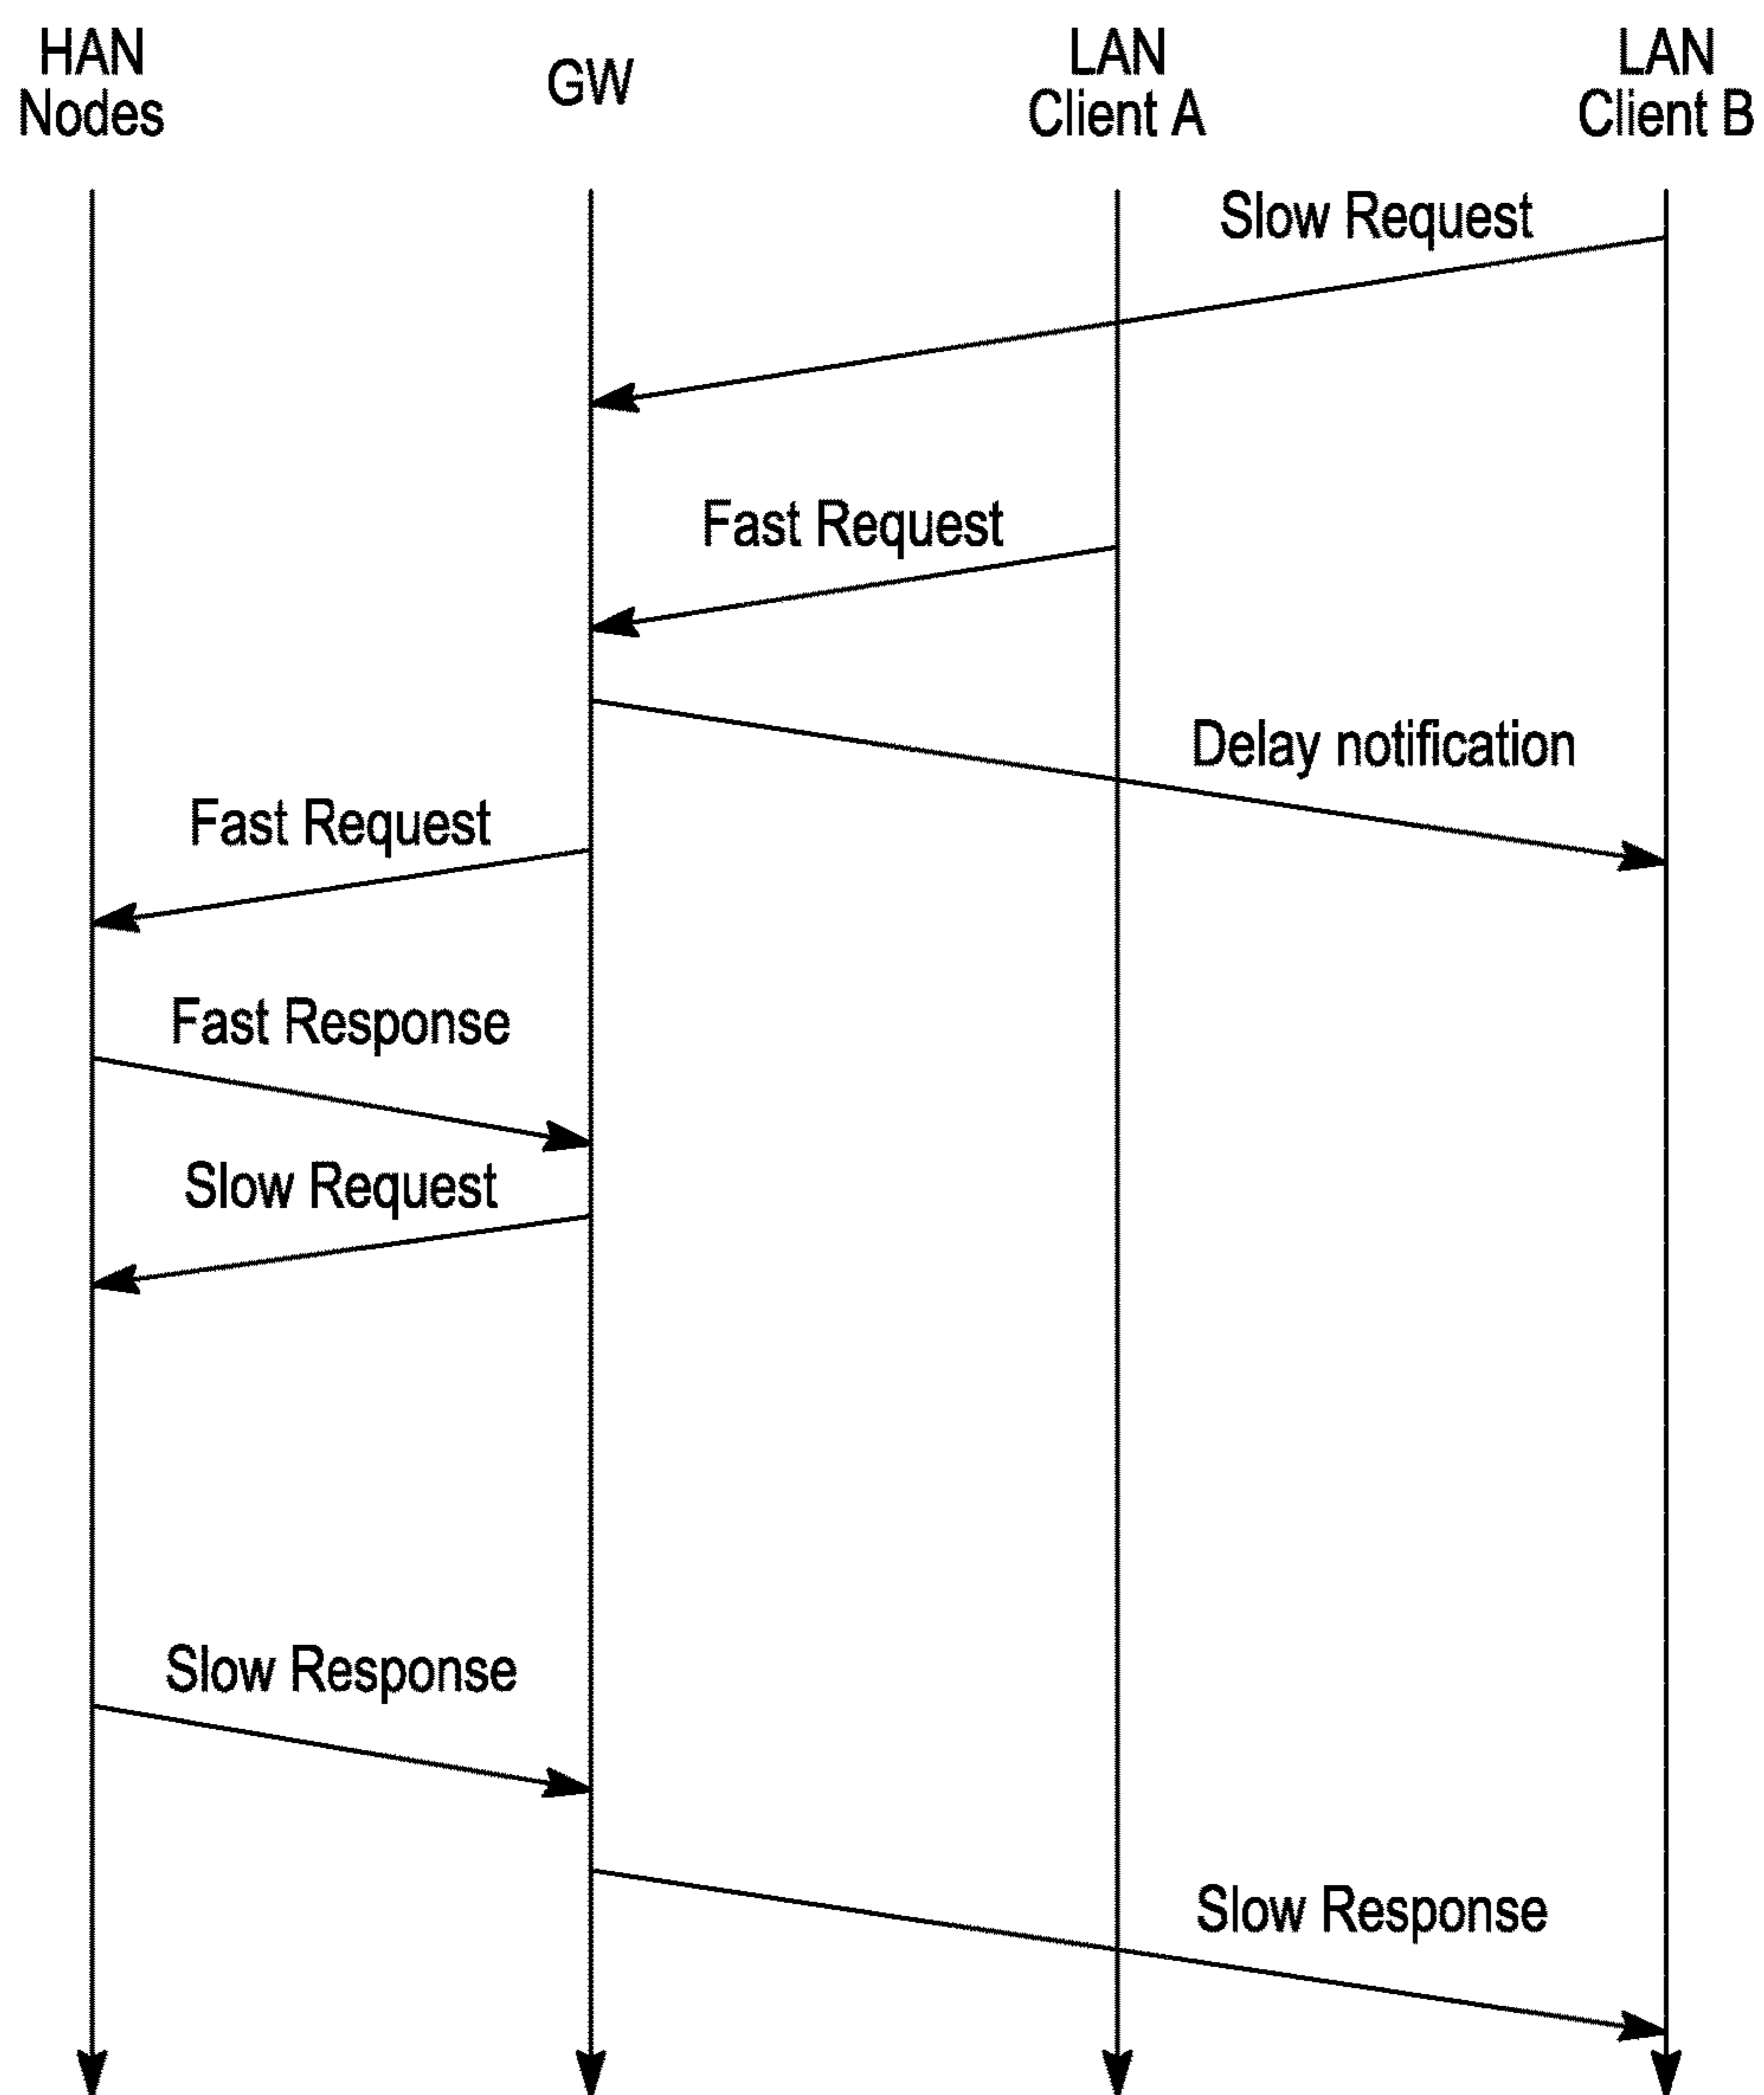 HAN
Nodes
GW
LAN
Client A
LAN
Client B
Slow Request
Fast Request
Delay notification
Fast Request
Fast Response
Slow Request
Slow Response
Slow Response